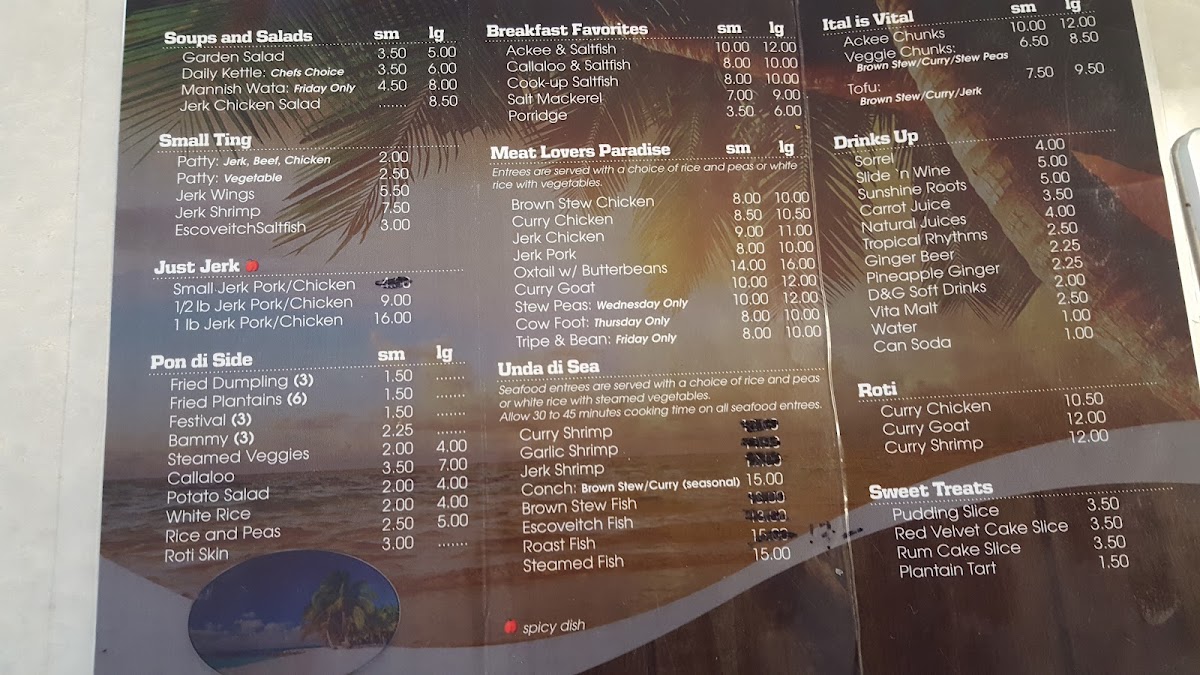 Soups and Salads sm lg
Garden Salad 3.50 5.00
Daily Kettle: Chefs Choice 3.50 6.00
Mannish Wata: Friday Only 4.50 8.00
Jerk Chicken Salad ....... 8.50
Small Ting
Patty: Jerk, Beef, Chicken 2.00
Patty: Vegetable 2.50
Jerk Wings 5.50
Jerk Shrimp 7.50
EscoveitchSaltfish 3.00
Just Jerk
Small Jerk Pork/Chicken
1/2 lb Jerk Pork/Chicken 9.00
1 lb Jerk Pork/Chicken 16.00
Pon di Side sm lg
Fried Dumpling (3) 1.50 .......
Fried Plantains (6) 1.50 .......
Festival (3) 1.50 .......
Bammy (3) 2.25 .......
Steamed Veggies 2.00 4.00
Callaloo 3.50 7.00
Potato Salad 2.00 4.00
White Rice 2.00 4.00
Rice and Peas 2.50 5.00
Roti Skin 3.00 .......
Breakfast Favorites sm lg
Ackee & Saltfish 10.00 12.00
Callaloo & Saltfish 8.00 10.00
Cook-up Saltfish 8.00 10.00
Salt Mackerel 7.00 9.00
Porridge 3.50 6.00
Meat Lovers Paradise sm lg
Entrees are served with a choice of rice and peas or white
rice with vegetables.
Brown Stew Chicken 8.00 10.00
Curry Chicken 8.50 10.50
Jerk Chicken 9.00 11.00
Jerk Pork 8.00 10.00
Oxtail w/ Butterbeans 14.00 16.00
Curry Goat 10.00 12.00
Stew Peas: Wednesday Only 10.00 12.00
Cow Foot: Thursday Only 8.00 10.00
Tripe & Bean: Friday Only 8.00 10.00
Unda di Sea
Seafood entrees are served with a choice of rice and peas
or white rice with steamed vegetables.
Allow 30 to 45 minutes cooking time on all seafood entrees.
Curry Shrimp
Garlic Shrimp
Jerk Shrimp
Conch: Brown Stew/Curry (seasonal) 15.00
Brown Stew Fish
Escoveitch Fish
Roast Fish
Steamed Fish 15.00
spicy dish
Ital is Vital sm lg
Ackee Chunks 10.00 12.00
Veggie Chunks: 6.50 8.50
Brown Stew/Curry/Stew Peas
Tofu: 7.50 9.50
Brown Stew/Curry/Jerk
Drinks Up
Sorrel 4.00
Slide 'n Wine 5.00
Sunshine Roots 5.00
Carrot Juice 3.50
Natural Juices 4.00
Tropical Rhythms 2.50
Ginger Beer 2.25
Pineapple Ginger 2.25
D&G Soft Drinks 2.00
Vita Malt 2.50
Water 1.00
Can Soda 1.00
Roti
Curry Chicken 10.50
Curry Goat 12.00
Curry Shrimp 12.00
Sweet Treats
Pudding Slice 3.50
Red Velvet Cake Slice 3.50
Rum Cake Slice 3.50
Plantain Tart 1.50